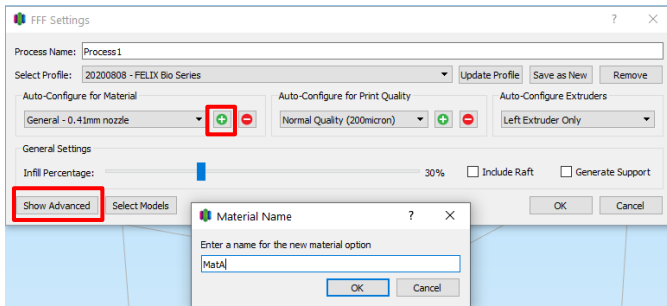 FFF Settings
Process Name: Process1
Select Profile: 20200808 - FELIX Bio Series Update Profile Save as New Remove
Auto-Configure for Material Auto-Configure for Print Quality Auto-Configure Extruders
General - 0.41mm nozzle Normal Quality (200micron) Left Extruder Only
General Settings
Infill Percentage: 30% Include Raft Generate Support
Show Advanced Select Models OK Cancel
Material Name
Enter a name for the new material option
MatA
OK Cancel